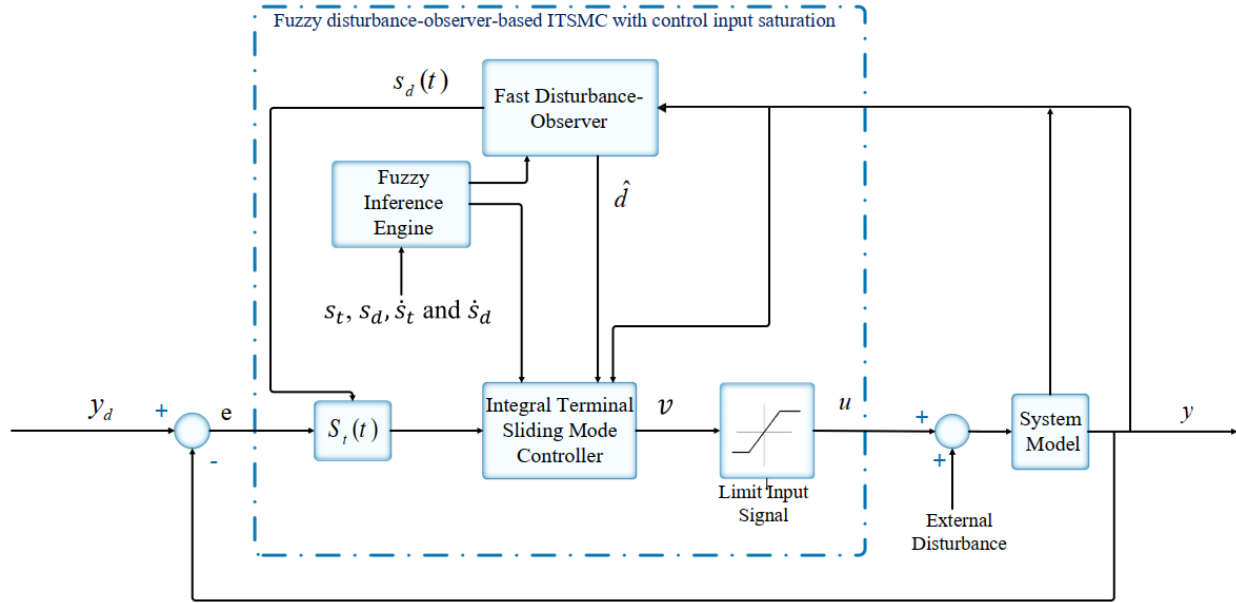 Fuzzy disturbance-observer-based ITSMC with control input saturation
s_d(t)
Fast Disturbance-
Observer
Fuzzy
Inference
Engine
d̂
s_t, s_d, ṡ_t and ṡ_d
y_d
+
e
-
S_t(t)
Integral Terminal
Sliding Mode
Controller
v
u
+
+
System
Model
y
Limit Input
Signal
External
Disturbance